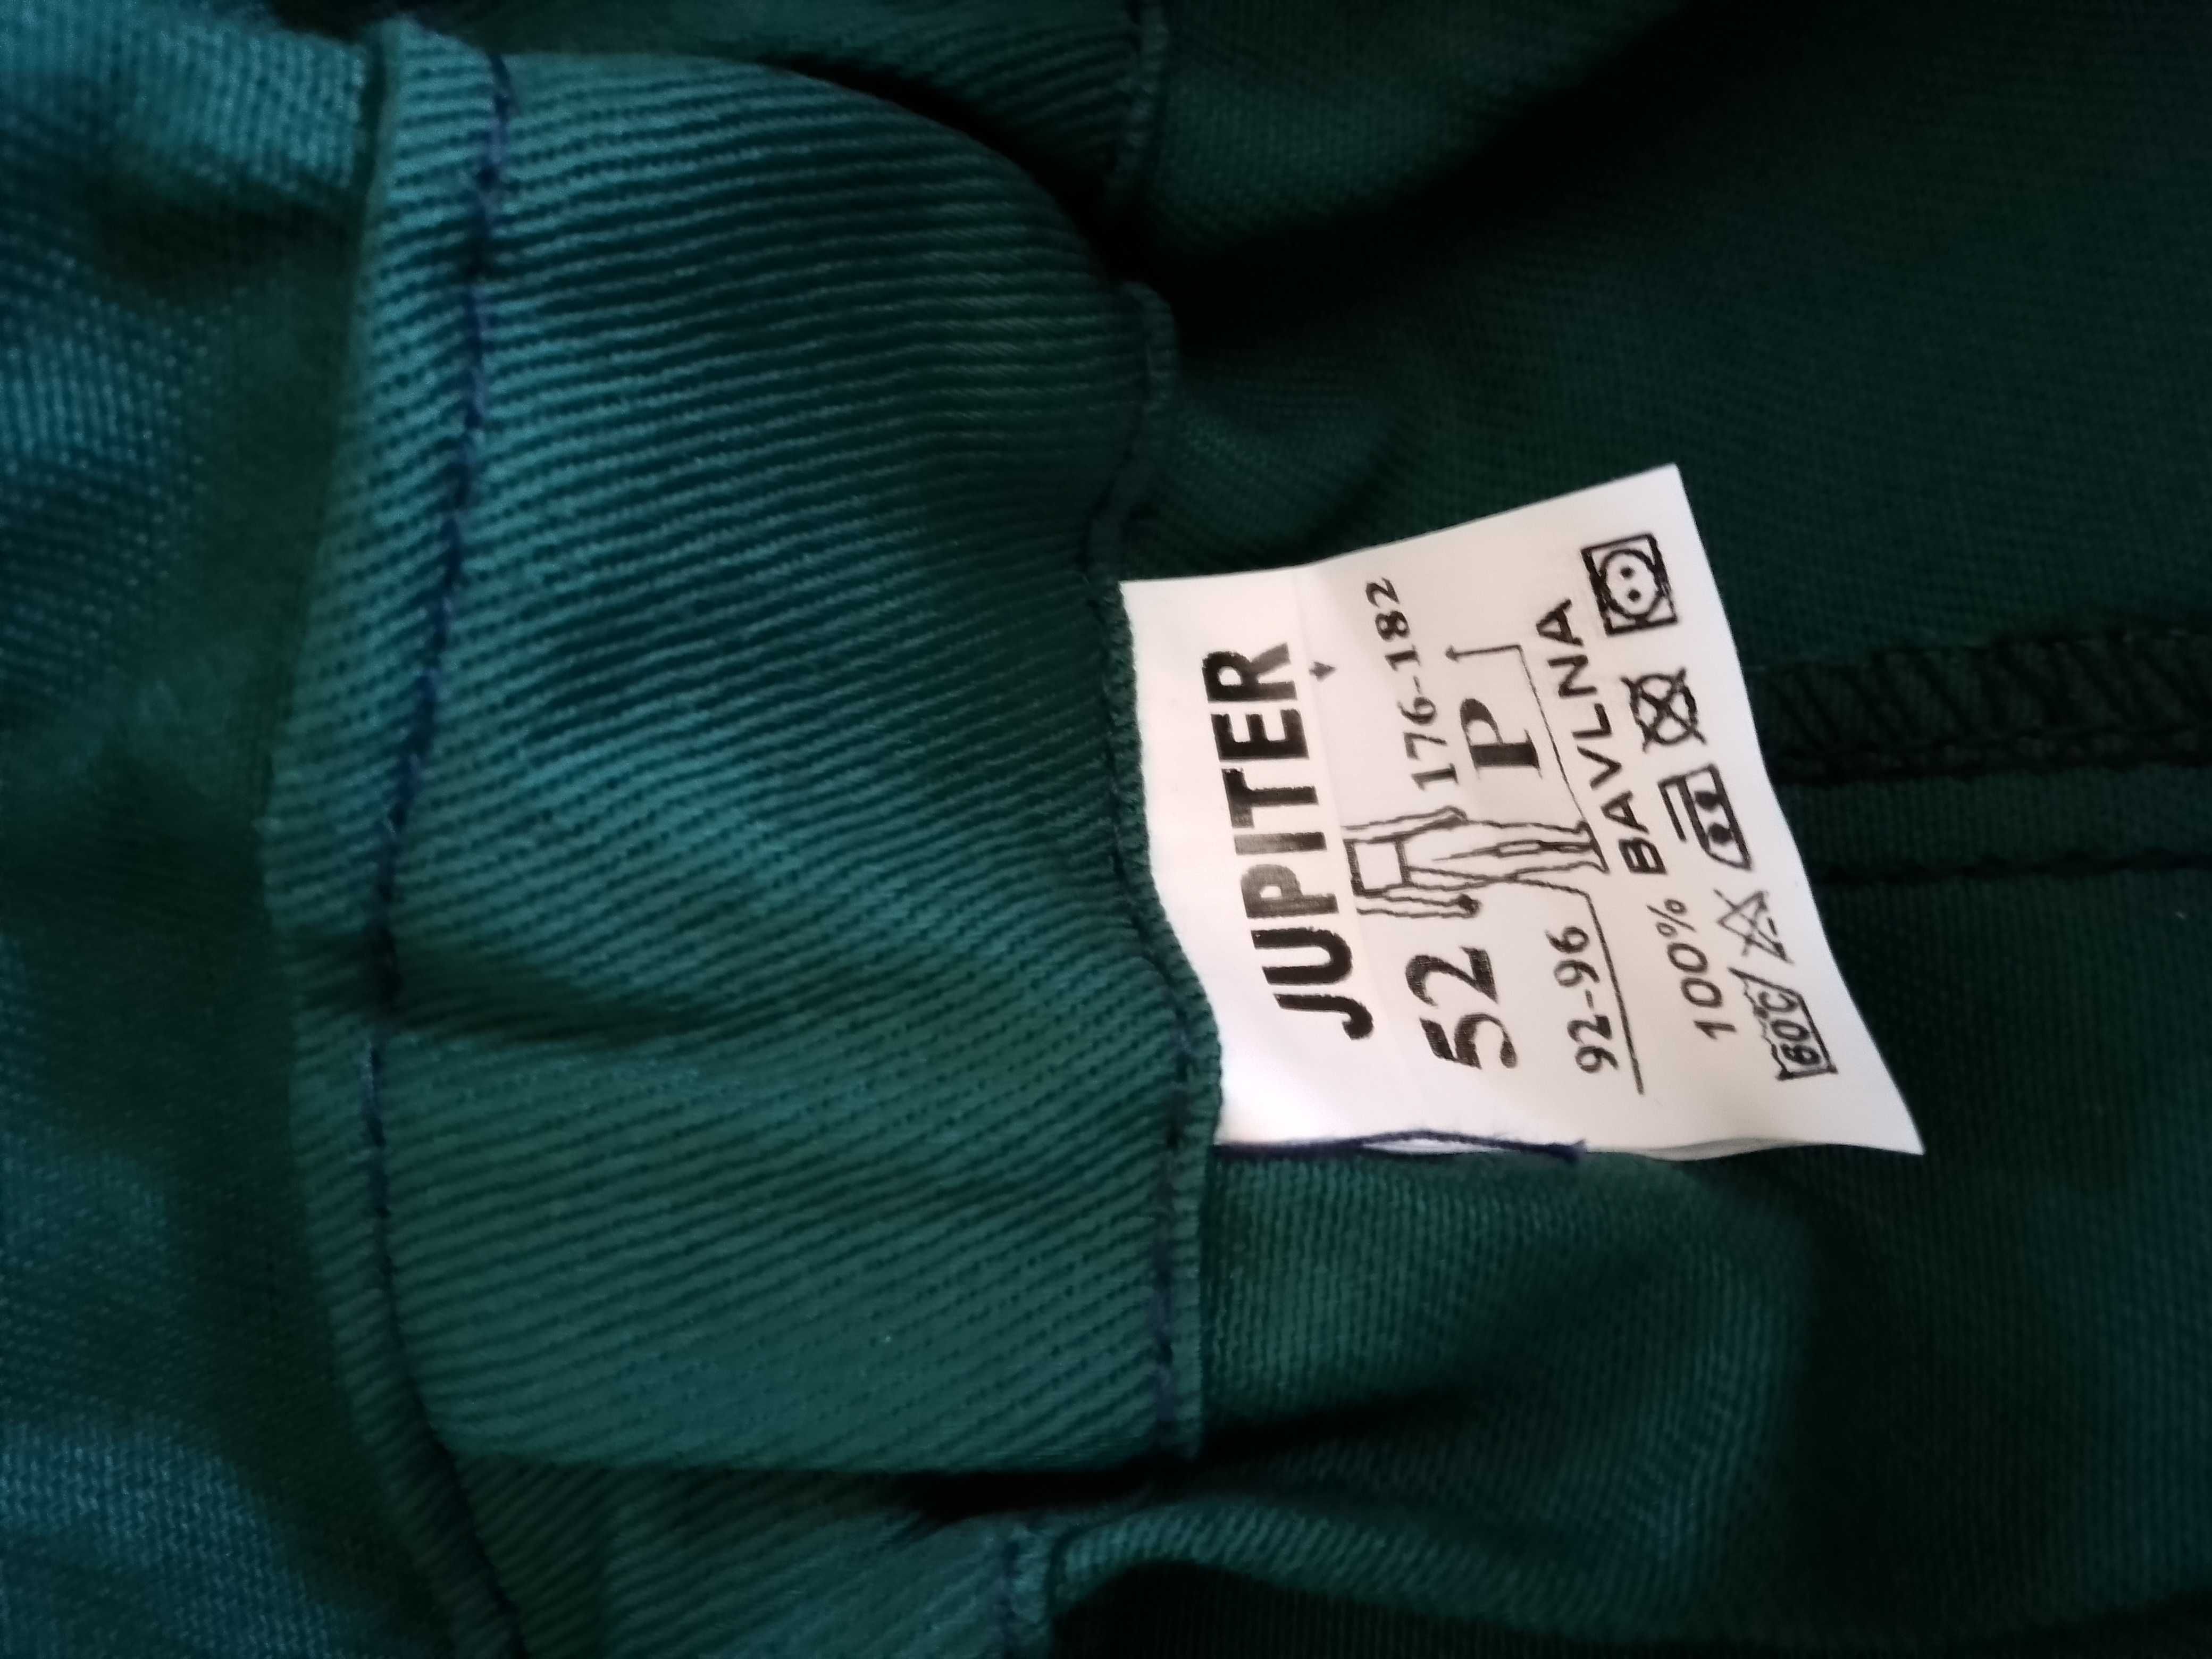 JUPITER
52
176-182
92-96
P
100% BAVLNA
60°C